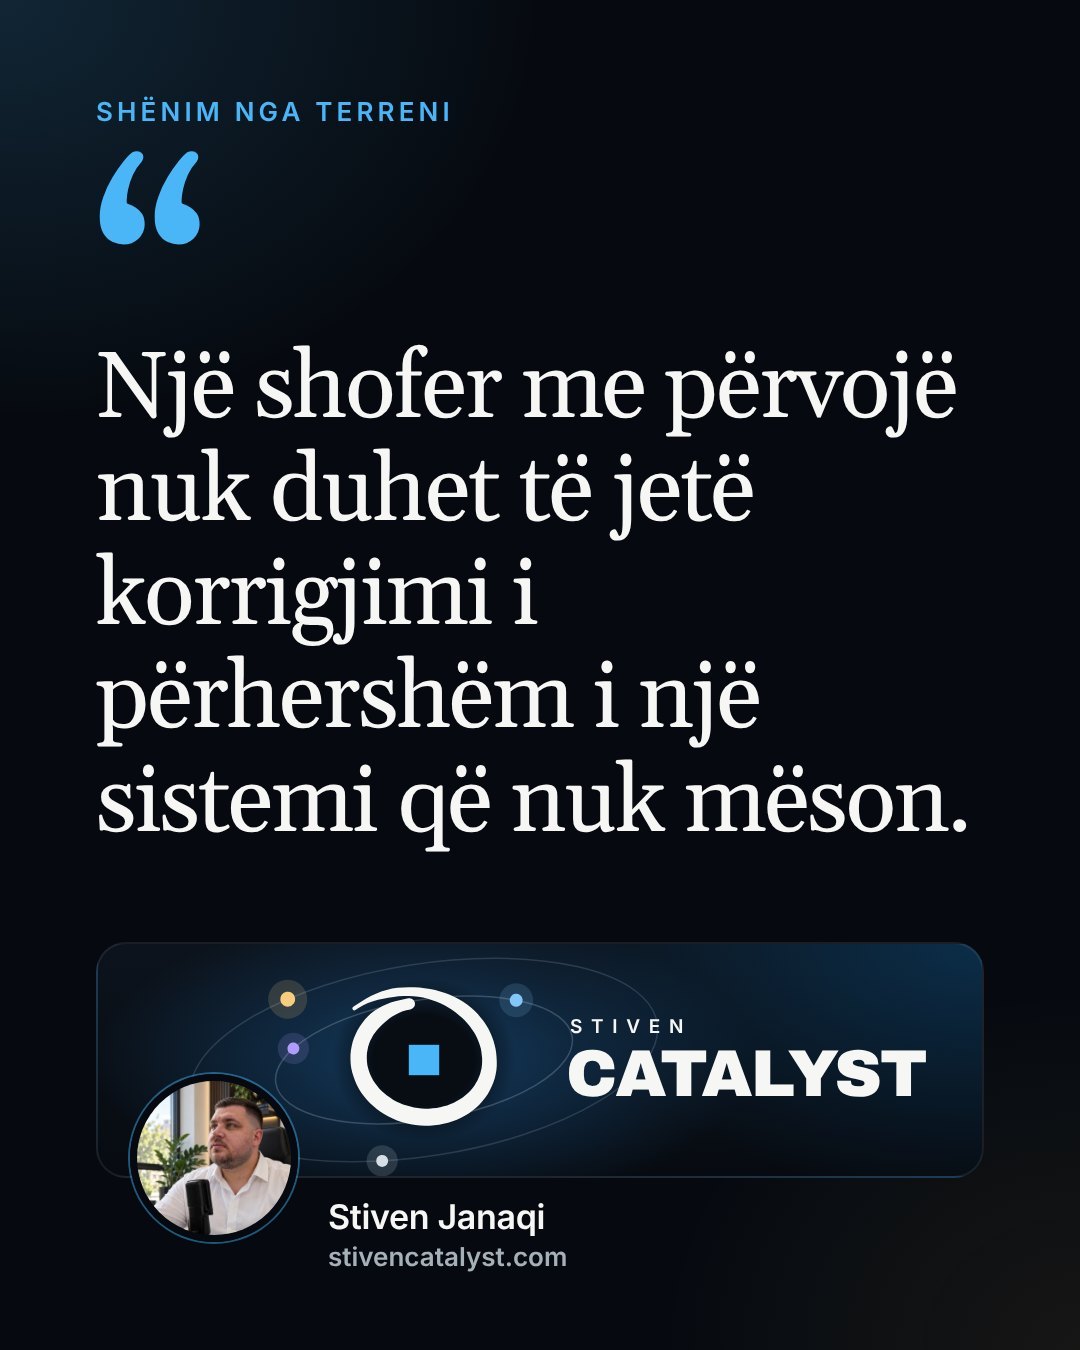 SHËNIM NGA TERRENI
“
Një shofer me përvojë
nuk duhet të jetë
korrigjimi i
përhershëm i një
sistemi që nuk mëson.
STIVEN
CATALYST
Stiven Janaqi
stivencatalyst.com